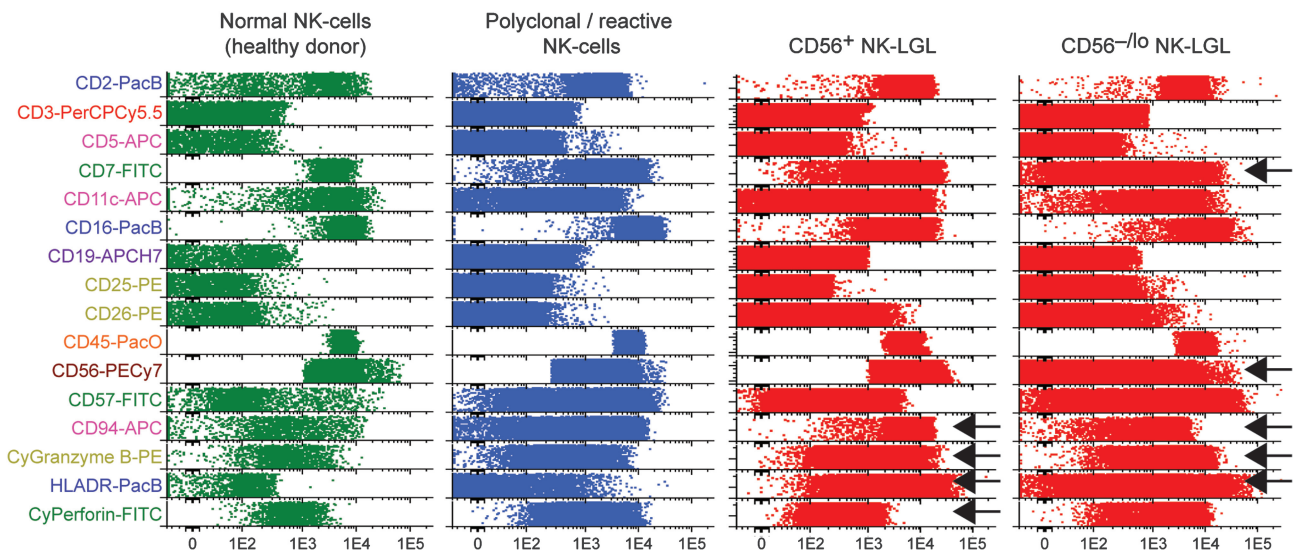 Normal NK-cells
(healthy donor)
Polyclonal / reactive
NK-cells
CD56+ NK-LGL
CD56–/lo NK-LGL
CD2-PacB
CD3-PerCPCy5.5
CD5-APC
CD7-FITC
CD11c-APC
CD16-PacB
CD19-APCH7
CD25-PE
CD26-PE
CD45-PacO
CD56-PECy7
CD57-FITC
CD94-APC
CyGranzyme B-PE
HLADR-PacB
CyPerforin-FITC
0 1E2 1E3 1E4 1E5 0 1E2 1E3 1E4 1E5 0 1E2 1E3 1E4 1E5 0 1E2 1E3 1E4 1E5